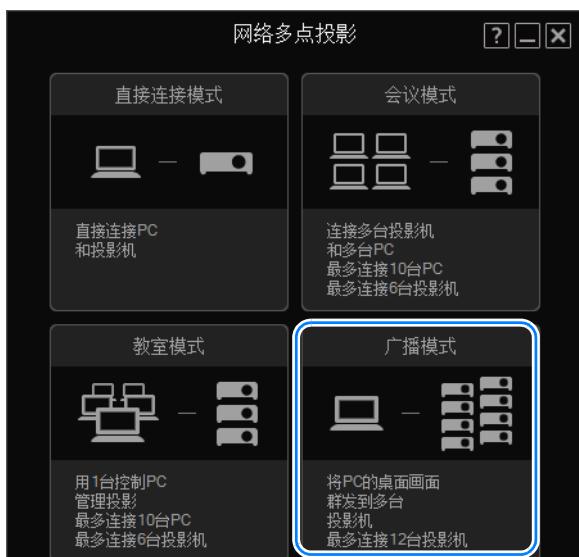 网络多点投影
?
直接连接模式
直接连接PC
和投影机
会议模式
连接多台投影机
和多台PC
最多连接10台PC
最多连接6台投影机
教室模式
用1台控制PC
管理投影
最多连接10台PC
最多连接6台投影机
广播模式
将PC的桌面画面
群发到多台
投影机
最多连接12台投影机